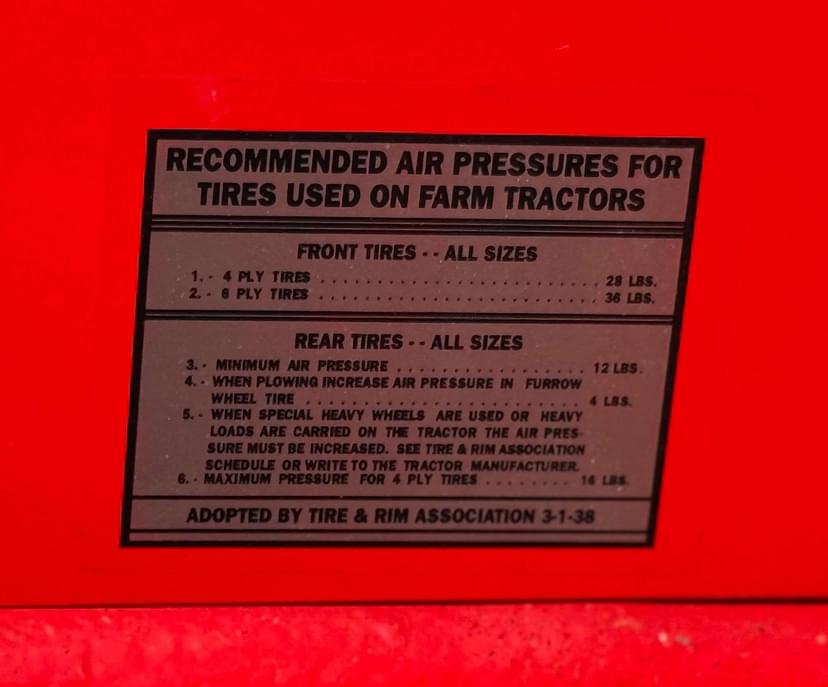 RECOMMENDED AIR PRESSURES FOR
TIRES USED ON FARM TRACTORS
FRONT TIRES - - ALL SIZES
1. - 4 PLY TIRES . . . . . . . . . . . . . . . . . . . . . . . . . . . 28 LBS.
2. - 6 PLY TIRES . . . . . . . . . . . . . . . . . . . . . . . . . . . 36 LBS.
REAR TIRES - - ALL SIZES
3. - MINIMUM AIR PRESSURE . . . . . . . . . . . . . . . . . 12 LBS.
4. - WHEN PLOWING INCREASE AIR PRESSURE IN FURROW
WHEEL TIRE . . . . . . . . . . . . . . . . . . . . . . . . . . 4 LBS.
5. - WHEN SPECIAL HEAVY WHEELS ARE USED OR HEAVY
LOADS ARE CARRIED ON THE TRACTOR THE AIR PRES-
SURE MUST BE INCREASED. SEE TIRE & RIM ASSOCIATION
SCHEDULE OR WRITE TO THE TRACTOR MANUFACTURER.
6. - MAXIMUM PRESSURE FOR 4 PLY TIRES . . . . . . . . 16 LBS.
ADOPTED BY TIRE & RIM ASSOCIATION 3-1-38